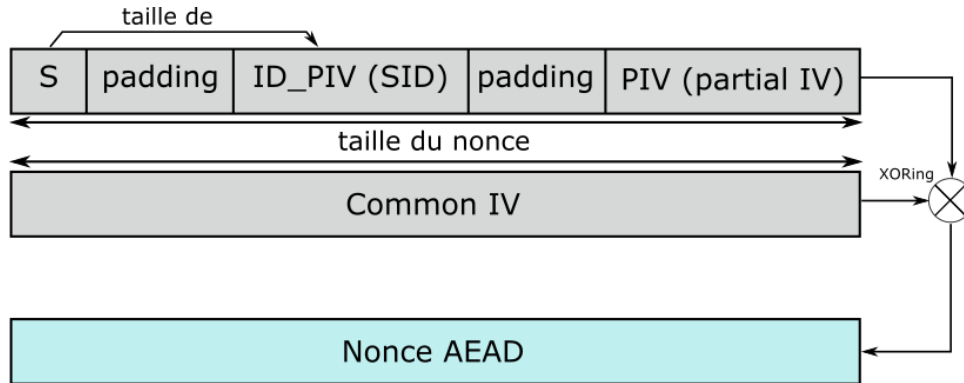 taille de
S padding ID_PIV (SID) padding PIV (partial IV)
taille du nonce
XORing
Common IV
Nonce AEAD